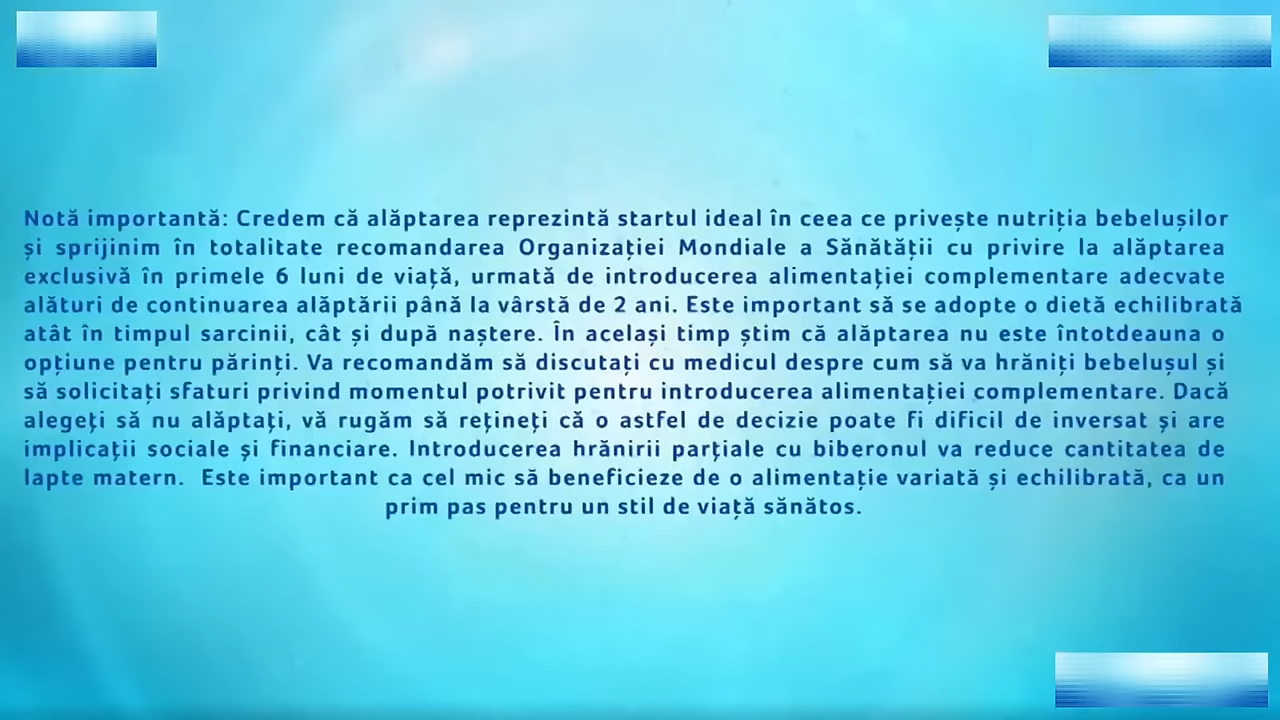 Notă importantă: Credem că alăptarea reprezintă startul ideal în ceea ce privește nutriția bebelușilor
și sprijinim în totalitate recomandarea Organizației Mondiale a Sănătății cu privire la alăptarea
exclusivă în primele 6 luni de viață, urmată de introducerea alimentației complementare adecvate
alături de continuarea alăptării până la vârstă de 2 ani. Este important să se adopte o dietă echilibrată
atât în timpul sarcinii, cât și după naștere. În același timp știm că alăptarea nu este întotdeauna o
opțiune pentru părinți. Va recomandăm să discutați cu medicul despre cum să va hrăniți bebelușul și
să solicitați sfaturi privind momentul potrivit pentru introducerea alimentației complementare. Dacă
alegeți să nu alăptați, vă rugăm să rețineți că o astfel de decizie poate fi dificil de inversat și are
implicații sociale și financiare. Introducerea hrănirii parțiale cu biberonul va reduce cantitatea de
lapte matern. Este important ca cel mic să beneficieze de o alimentație variată și echilibrată, ca un
prim pas pentru un stil de viață sănătos.